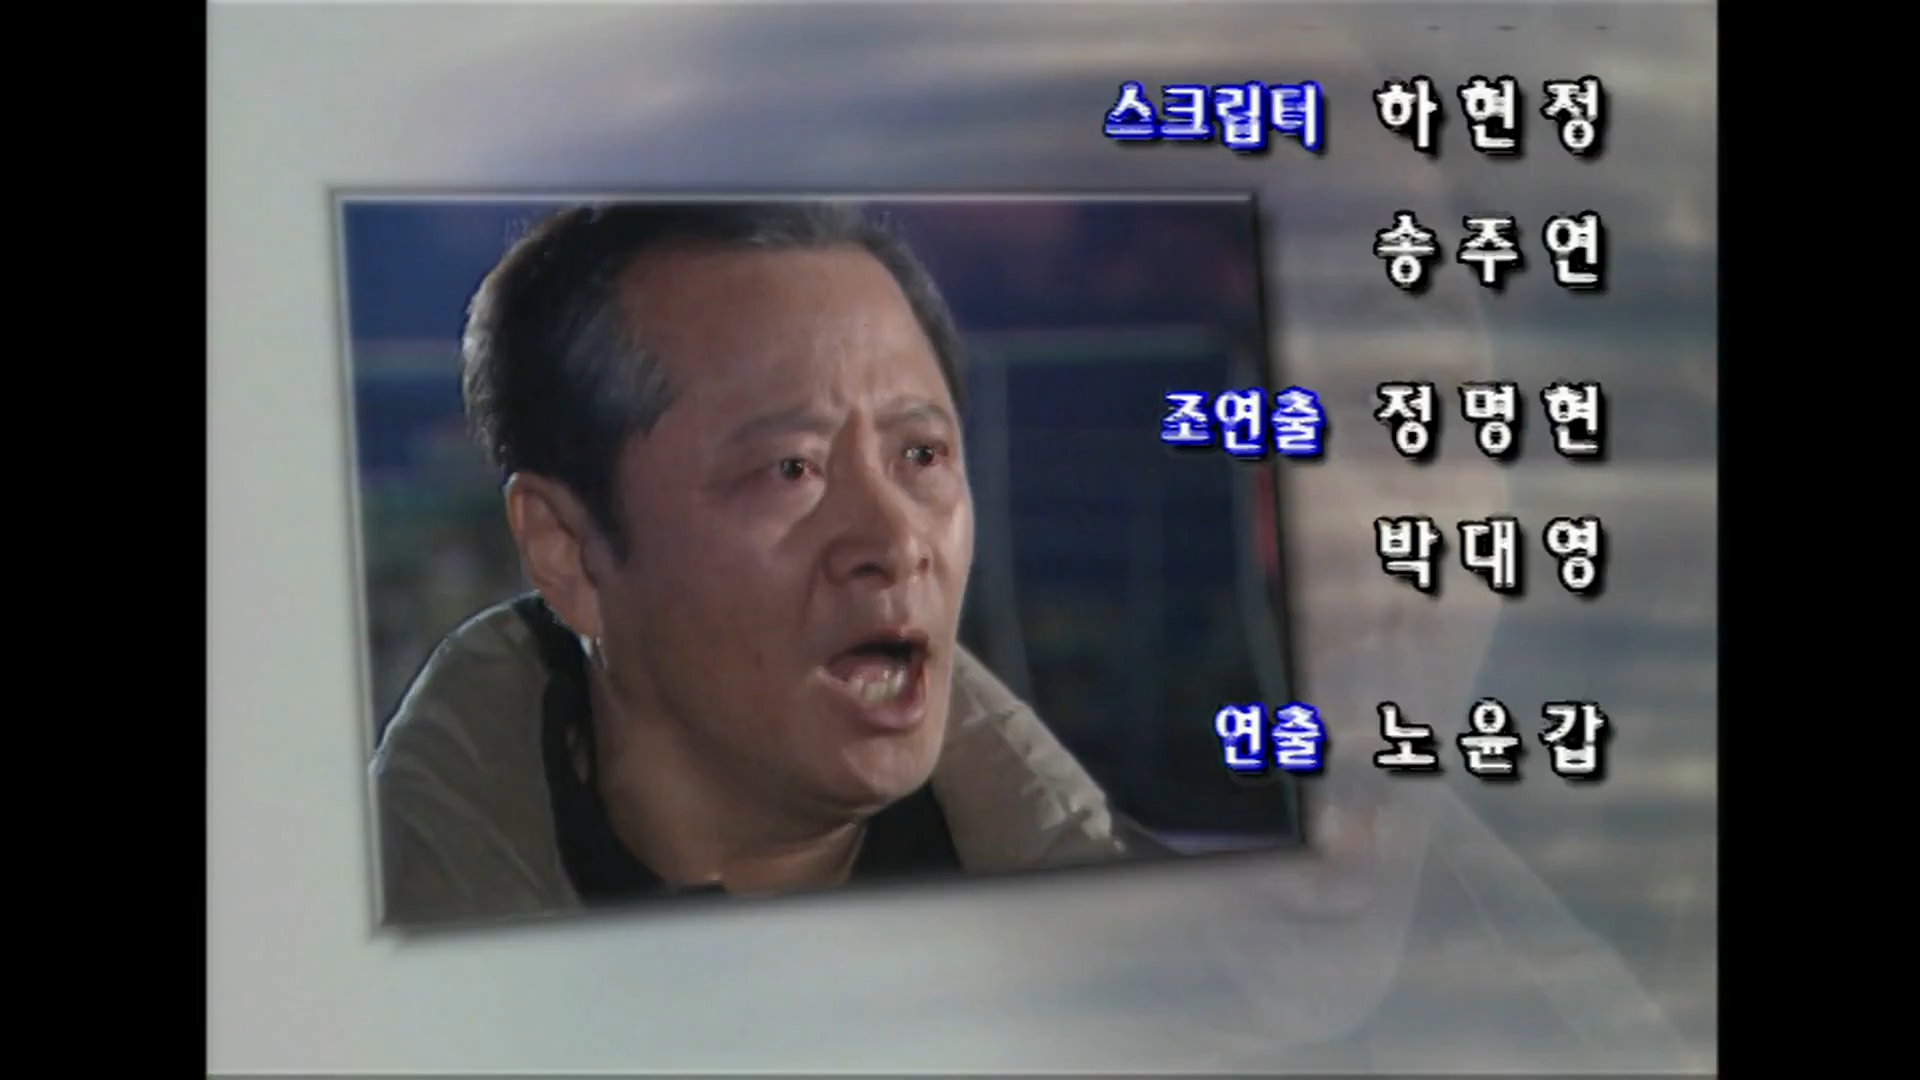 스크립터 하현정
송주연
조연출 정명현
박대영
연출 노윤갑